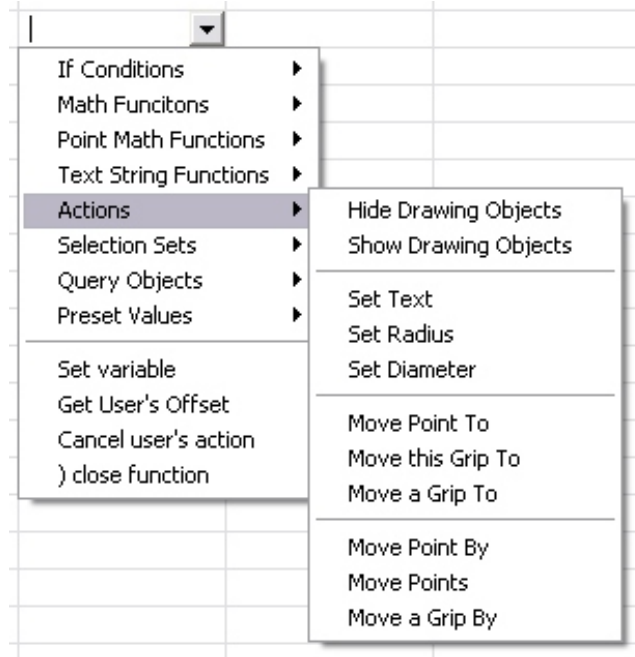 If Conditions
Math Funcitons
Point Math Functions
Text String Functions
Actions
Selection Sets
Query Objects
Preset Values
Set variable
Get User's Offset
Cancel user's action
) close function
Hide Drawing Objects
Show Drawing Objects
Set Text
Set Radius
Set Diameter
Move Point To
Move this Grip To
Move a Grip To
Move Point By
Move Points
Move a Grip By